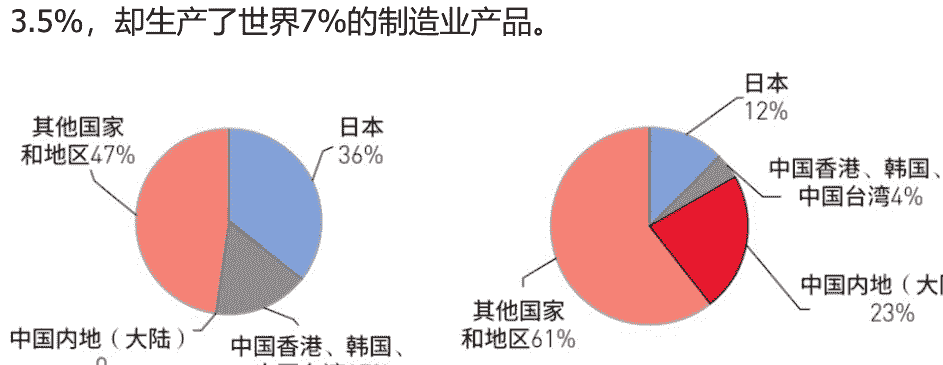 3.5%，却生产了世界7%的制造业产品。
其他国家
和地区47%
日本
36%
中国内地（大陆）
中国香港、韩国、
日本
12%
中国香港、韩国、
中国台湾4%
中国内地（大
23%
其他国家
和地区61%